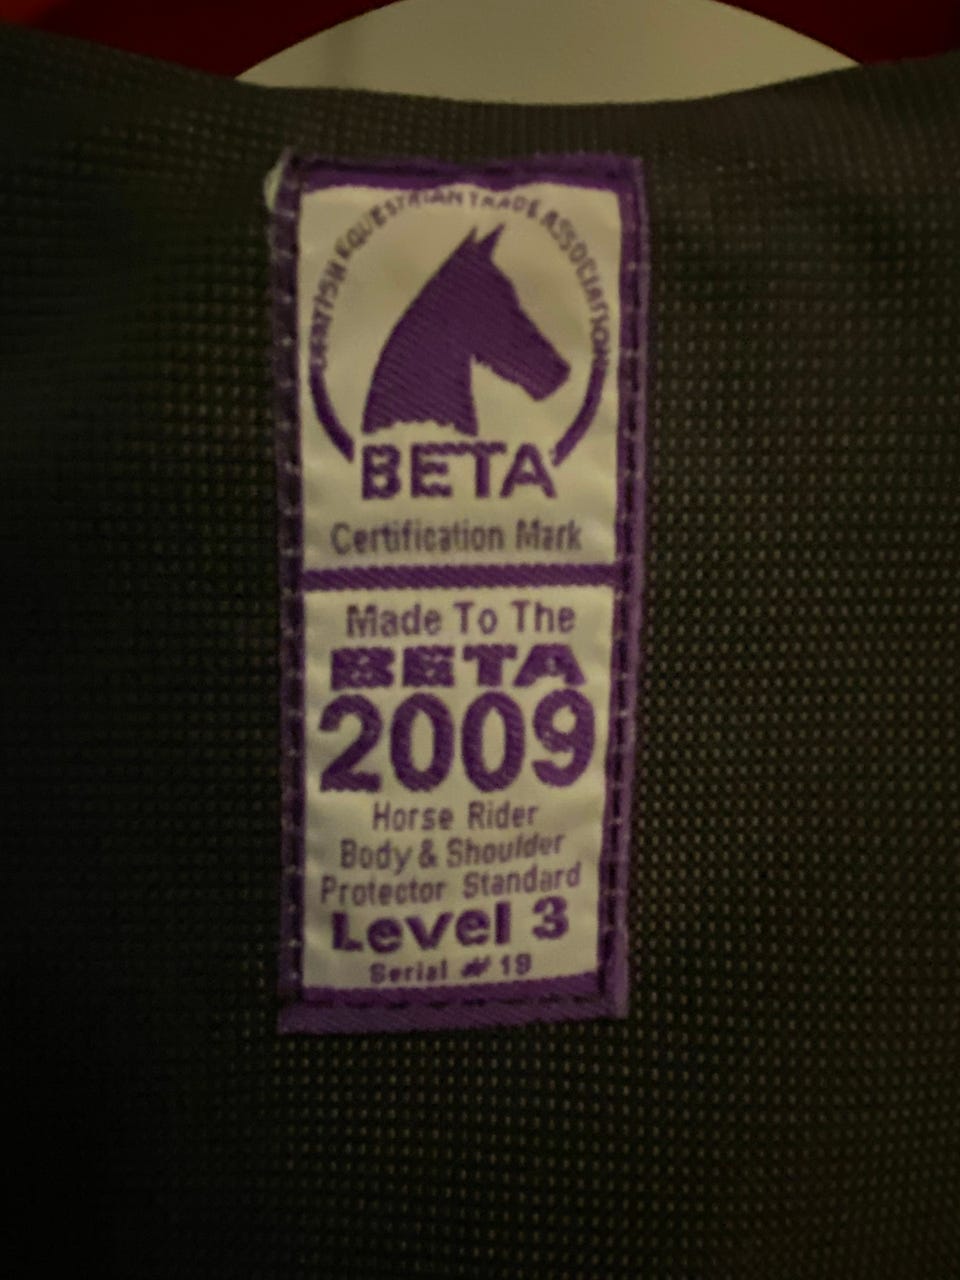 BRITISH EQUESTRIAN TRADE ASSOCIATION
BETA
Certification Mark
Made To The
BETA
2009
Horse Rider
Body & Shoulder
Protector Standard
Level 3
Serial # 19